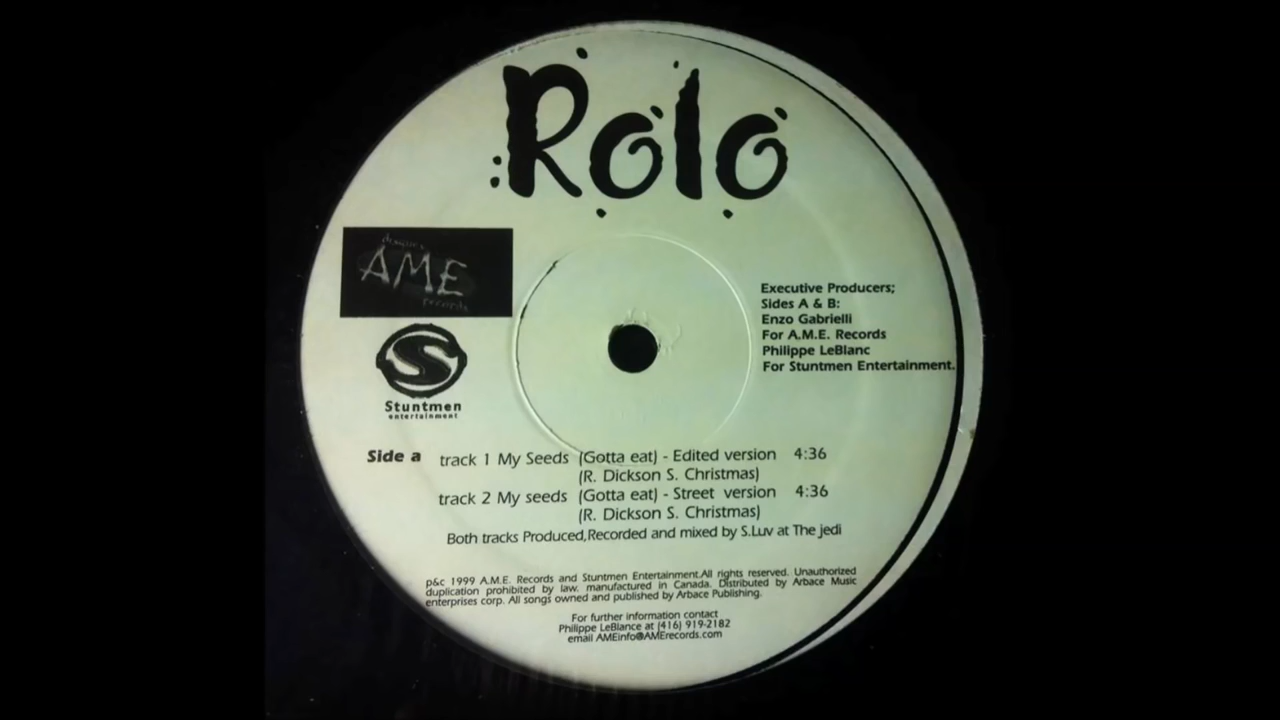 Rolo
AME
records
S
Stuntmen
entertainment
Executive Producers;
Sides A & B:
Enzo Gabrielli
For A.M.E. Records
Philippe LeBlanc
For Stuntmen Entertainment.
Side a
track 1 My Seeds (Gotta eat) - Edited version 4:36
(R. Dickson S. Christmas)
track 2 My seeds (Gotta eat) - Street version 4:36
(R. Dickson S. Christmas)
Both tracks Produced,Recorded and mixed by S.Luv at The jedi
p&c 1999 A.M.E. Records and Stuntmen Entertainment.All rights reserved. Unauthorized
duplication prohibited by law. manufactured in Canada. Distributed by Arbace Music
enterprises corp. All songs owned and published by Arbace Publishing.
For further information contact
Philippe LeBlance at (416) 919-2182
email AMEinfo@AMErecords.com